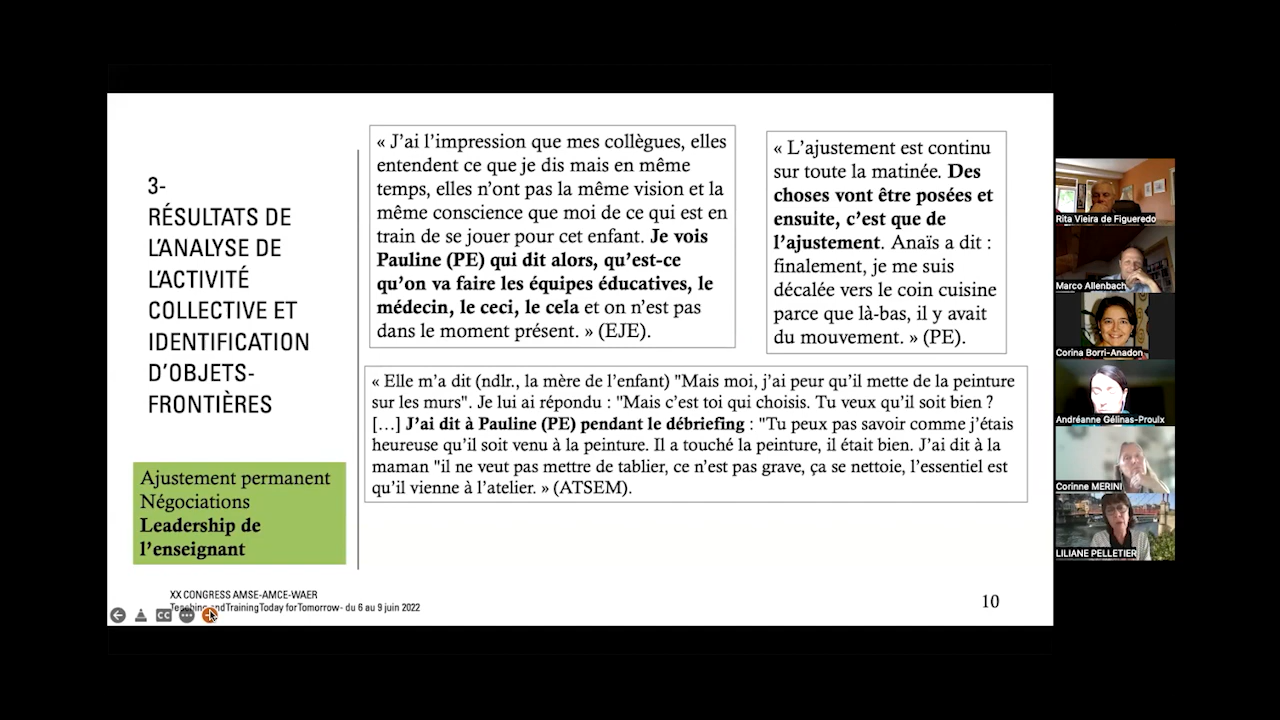 3-
RÉSULTATS DE
L'ANALYSE DE
L'ACTIVITÉ
COLLECTIVE ET
IDENTIFICATION
D'OBJETS-
FRONTIÈRES
Ajustement permanent
Négociations
Leadership de
l'enseignant
« J'ai l'impression que mes collègues, elles
entendent ce que je dis mais en même
temps, elles n'ont pas la même vision et la
même conscience que moi de ce qui est en
train de se jouer pour cet enfant. Je vois
Pauline (PE) qui dit alors, qu'est-ce
qu'on va faire les équipes éducatives, le
médecin, le ceci, le cela et on n'est pas
dans le moment présent. » (EJE).
« L'ajustement est continu
sur toute la matinée. Des
choses vont être posées et
ensuite, c'est que de
l'ajustement. Anaïs a dit :
finalement, je me suis
décalée vers le coin cuisine
parce que là-bas, il y avait
du mouvement. » (PE).
« Elle m'a dit (ndlr., la mère de l'enfant) "Mais moi, j'ai peur qu'il mette de la peinture
sur les murs". Je lui ai répondu : "Mais c'est toi qui choisis. Tu veux qu'il soit bien ?
[…] J'ai dit à Pauline (PE) pendant le débriefing : "Tu peux pas savoir comme j'étais
heureuse qu'il soit venu à la peinture. Il a touché la peinture, il était bien. J'ai dit à la
maman "il ne veut pas mettre de tablier, ce n'est pas grave, ça se nettoie, l'essentiel est
qu'il vienne à l'atelier. » (ATSEM).
XX CONGRESS AMSE-AMCE-WAER
Teaching and Training Today for Tomorrow- du 6 au 9 juin 2022
10
CC
Rita Vieira de Figueredo
Marco Allenbach
Corina Borri-Anadon
Andréanne Gélinas-Proulx
Corinne MERINI
LILIANE PELLETIER